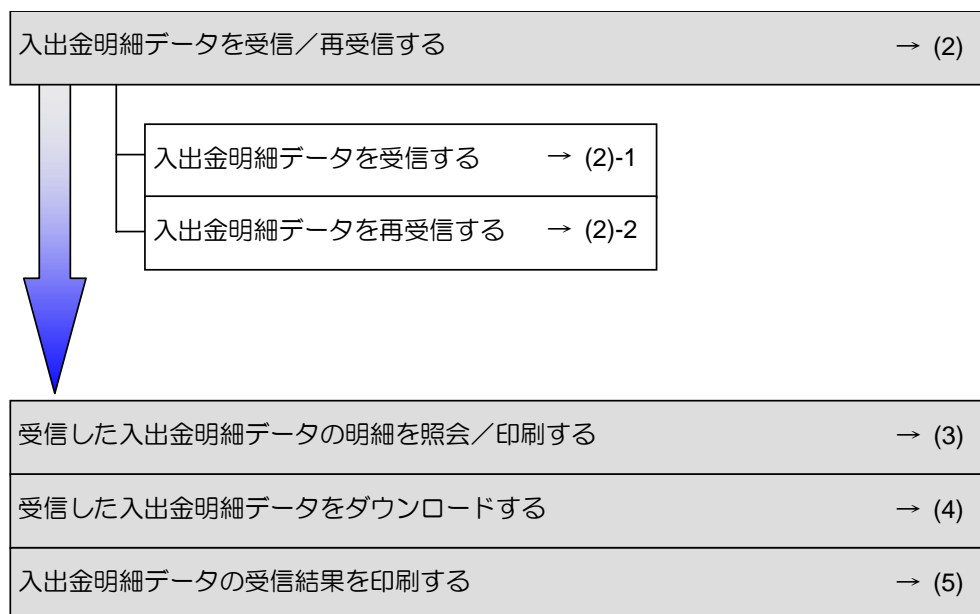 入出金明細データを受信／再受信する → (2)
入出金明細データを受信する → (2)-1
入出金明細データを再受信する → (2)-2
受信した入出金明細データの明細を照会／印刷する → (3)
受信した入出金明細データをダウンロードする → (4)
入出金明細データの受信結果を印刷する → (5)